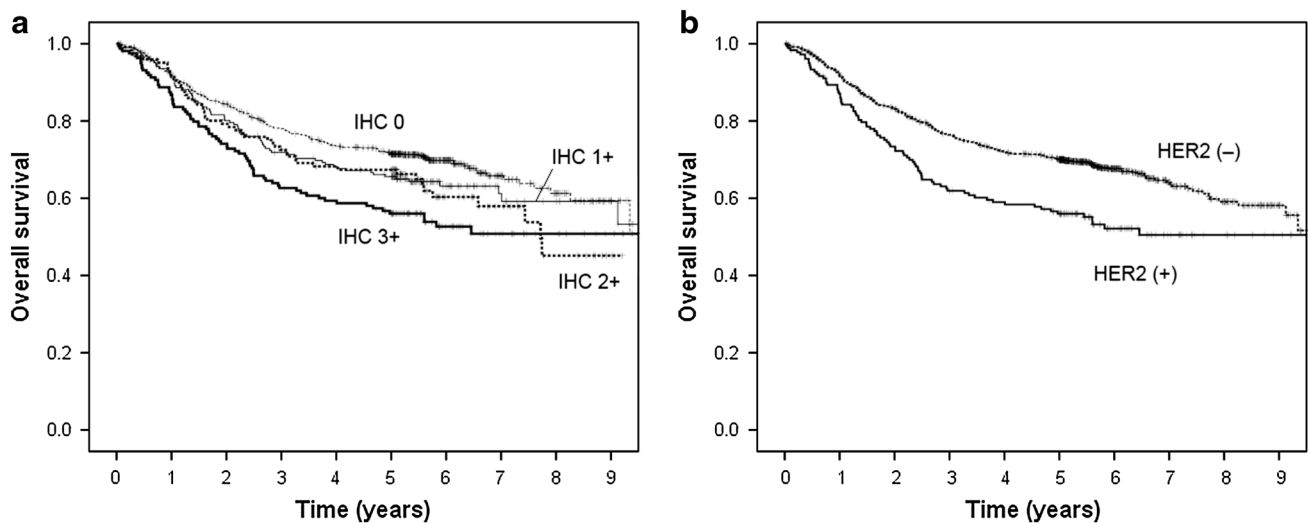 a
1.0
0.8
0.6
0.4
0.2
0.0
Overall survival
IHC 0
IHC 1+
IHC 3+
IHC 2+
0 1 2 3 4 5 6 7 8 9
Time (years)
b
1.0
0.8
0.6
0.4
0.2
0.0
Overall survival
HER2 (–)
HER2 (+)
0 1 2 3 4 5 6 7 8 9
Time (years)